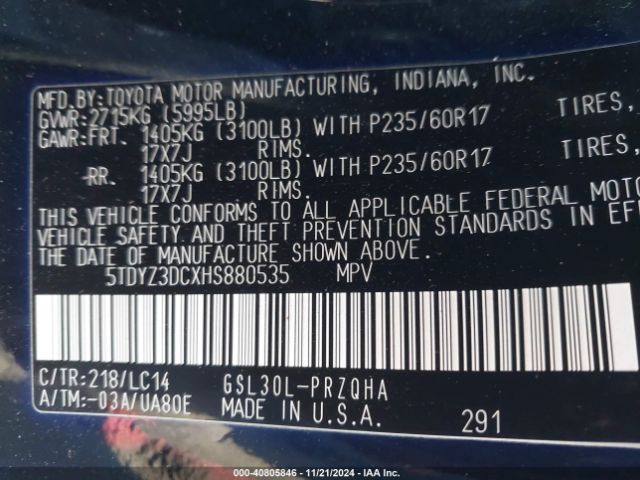 MFD.BY:TOYOTA MOTOR MANUFACTURING, INDIANA, INC.
GVWR:2715KG (5995LB)
GAWR:FRT. 1405KG (3100LB) WITH P235/60R17 TIRES,
17X7J RIMS.
-RR. 1405KG (3100LB) WITH P235/60R17 TIRES,
17X7J RIMS.
THIS VEHICLE CONFORMS TO ALL APPLICABLE FEDERAL MOTO
VEHICLE SAFETY AND THEFT PREVENTION STANDARDS IN EFF
THE DATE OF MANUFACTURE SHOWN ABOVE.
5TDYZ3DCXHS880535 MPV
C/TR:218/LC14 GSL30L-PRZQHA
A/TM:-03A/UA80E MADE IN U.S.A. 291
000-40805846 - 11/21/2024 - IAA Inc.